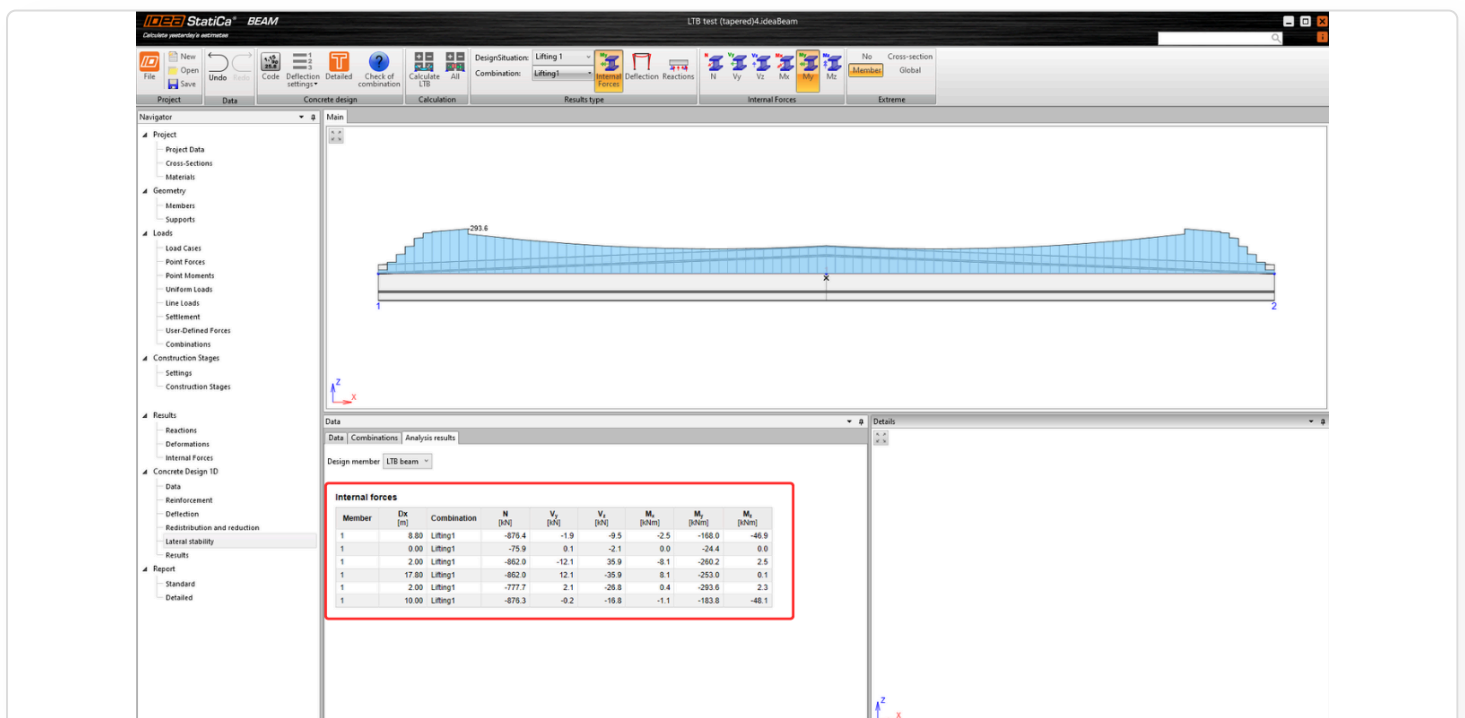 IDEA StatiCa® BEAM
Calculate yesterday's estimates
LTB test (tapered)4.ideaBeam
File
New
Open
Save
Project
Undo
Redo
Data
Code
Deflection settings
Detailed
Check of combination
Concrete design
Calculate LTB
All
Calculation
DesignSituation: Lifting 1
Combination: Lifting1
Internal Forces
Deflection
Reactions
Results type
N Vy Vz Mx My Mz
N Vy Vz Mx My Mz
Internal Forces
No Cross-section
Member Global
Extreme
Navigator
Project
Project Data
Cross-Sections
Materials
Geometry
Members
Supports
Loads
Load Cases
Point Forces
Point Moments
Uniform Loads
Line Loads
Settlement
User-Defined Forces
Combinations
Construction Stages
Settings
Construction Stages
Results
Reactions
Deformations
Internal Forces
Concrete Design 1D
Data
Reinforcement
Deflection
Redistribution and reduction
Lateral stability
Results
Report
Standard
Detailed
Main
-293.6
1
2
Z
X
Data
Data Combinations Analysis results
Design member LTB beam
Internal forces
Member Dx [m] Combination N [kN] Vy [kN] Vz [kN] Mx [kNm] My [kNm] Mz [kNm]
1 8.80 Lifting1 -876.4 -1.9 -9.5 -2.5 -168.0 -46.9
1 0.00 Lifting1 -75.9 0.1 -2.1 0.0 -24.4 0.0
1 2.00 Lifting1 -862.0 -12.1 35.9 -8.1 -260.2 2.5
1 17.80 Lifting1 -862.0 12.1 -35.9 8.1 -253.0 0.1
1 2.00 Lifting1 -777.7 2.1 -26.8 0.4 -293.6 2.3
1 10.00 Lifting1 -876.3 -0.2 -16.8 -1.1 -183.8 -48.1
Details
Z
X